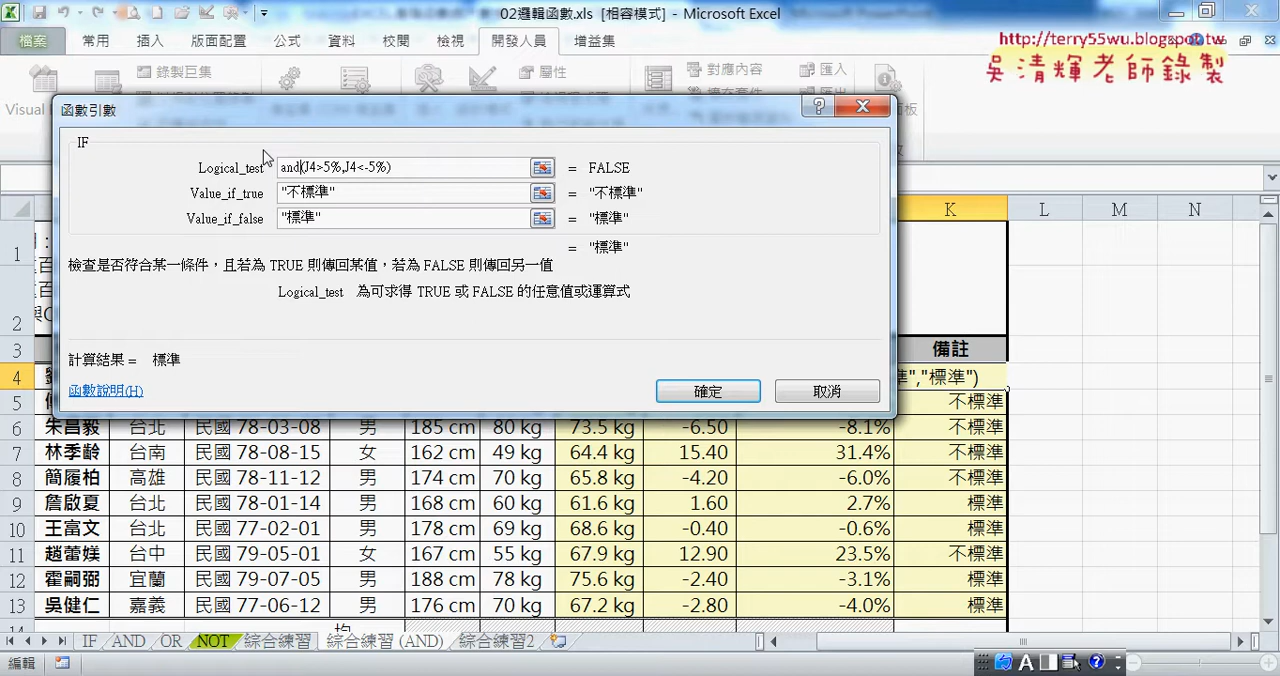 02邏輯函數.xls [相容模式] - Microsoft Excel
檔案 常用 插入 版面配置 公式 資料 校閱 檢視 開發人員 增益集
http://terry55wu.blogspot.tw
吳清輝老師錄製
錄製巨集 屬性 對應內容 匯入
Visual
函數引數
IF
Logical_test and(J4>5%,J4<-5%) = FALSE
Value_if_true "不標準" = "不標準"
Value_if_false "標準" = "標準"
= "標準"
檢查是否符合某一條件，且若為 TRUE 則傳回某值，若為 FALSE 則傳回另一值
Logical_test 為可求得 TRUE 或 FALSE 的任意值或運算式
計算結果 = 標準
函數說明(H) 確定 取消
K L M N
1
2
3 備註
4 準","標準")
5 不標準
6 朱昌毅 台北 民國 78-03-08 男 185 cm 80 kg 73.5 kg -6.50 -8.1% 不標準
7 林季齡 台南 民國 78-08-15 女 162 cm 49 kg 64.4 kg 15.40 31.4% 不標準
8 簡履柏 高雄 民國 78-11-12 男 174 cm 70 kg 65.8 kg -4.20 -6.0% 不標準
9 詹啟夏 台北 民國 78-01-14 男 168 cm 60 kg 61.6 kg 1.60 2.7% 標準
10 王富文 台北 民國 77-02-01 男 178 cm 69 kg 68.6 kg -0.40 -0.6% 標準
11 趙蕾媄 台中 民國 79-05-01 女 167 cm 55 kg 67.9 kg 12.90 23.5% 不標準
12 霍嗣弼 宜蘭 民國 79-07-05 男 188 cm 78 kg 75.6 kg -2.40 -3.1% 標準
13 吳健仁 嘉義 民國 77-06-12 男 176 cm 70 kg 67.2 kg -2.80 -4.0% 標準
IF AND OR NOT 綜合練習 綜合練習 (AND) 綜合練習2
編輯